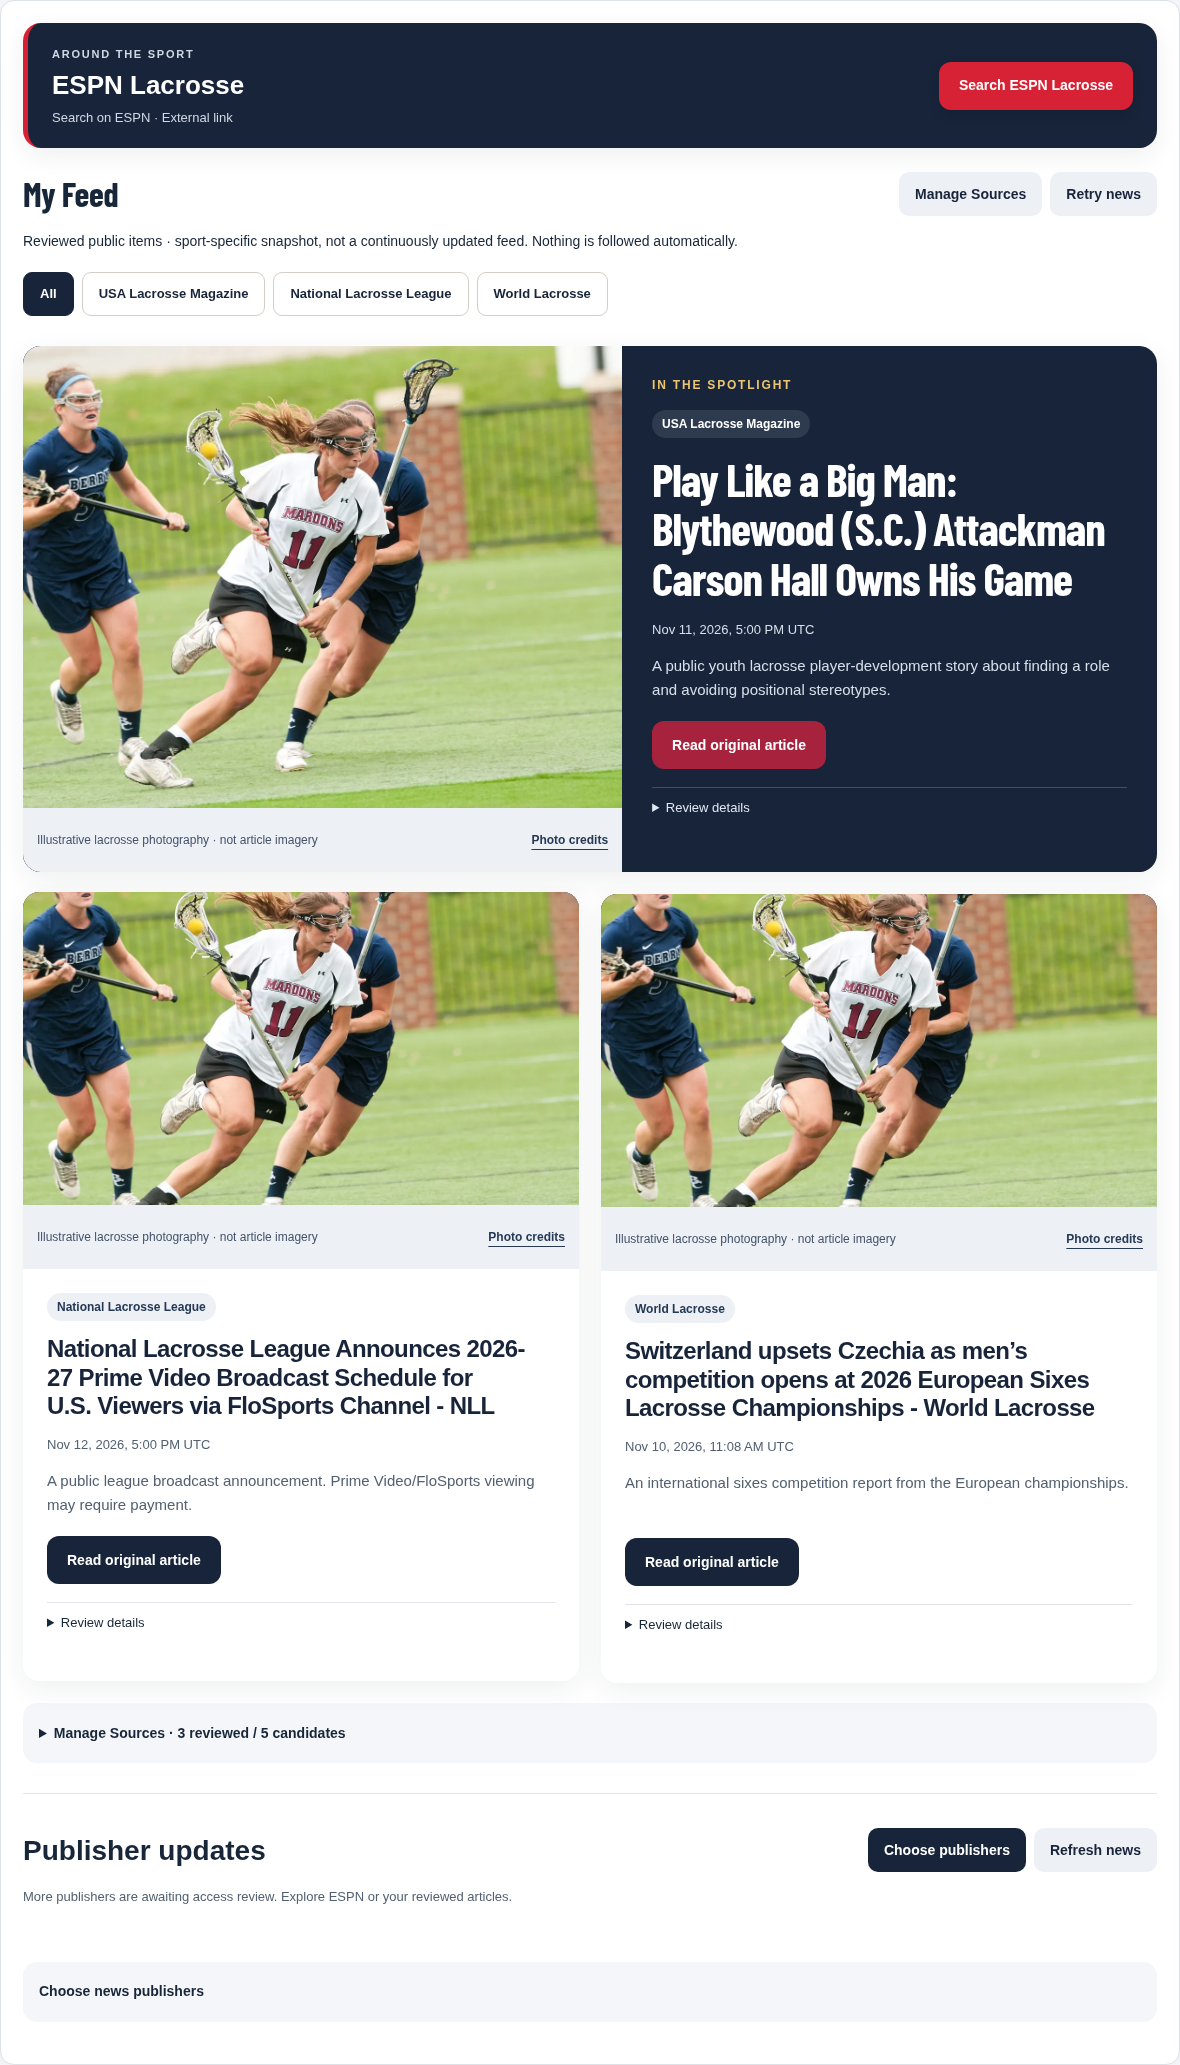 AROUND THE SPORT
ESPN Lacrosse
Search on ESPN · External link
Search ESPN Lacrosse
My Feed
Manage Sources
Retry news
Reviewed public items · sport-specific snapshot, not a continuously updated feed. Nothing is followed automatically.
All
USA Lacrosse Magazine
National Lacrosse League
World Lacrosse
BERRY
MAROONS
11
IN THE SPOTLIGHT
USA Lacrosse Magazine
Play Like a Big Man:
Blythewood (S.C.) Attackman
Carson Hall Owns His Game
Nov 11, 2026, 5:00 PM UTC
A public youth lacrosse player-development story about finding a role
and avoiding positional stereotypes.
Read original article
▶ Review details
Illustrative lacrosse photography · not article imagery
Photo credits
BERRY
MAROONS
11
Illustrative lacrosse photography · not article imagery
Photo credits
National Lacrosse League
National Lacrosse League Announces 2026-
27 Prime Video Broadcast Schedule for
U.S. Viewers via FloSports Channel - NLL
Nov 12, 2026, 5:00 PM UTC
A public league broadcast announcement. Prime Video/FloSports viewing
may require payment.
Read original article
▶ Review details
BERRY
MAROONS
11
Illustrative lacrosse photography · not article imagery
Photo credits
World Lacrosse
Switzerland upsets Czechia as men’s
competition opens at 2026 European Sixes
Lacrosse Championships - World Lacrosse
Nov 10, 2026, 11:08 AM UTC
An international sixes competition report from the European championships.
Read original article
▶ Review details
▶ Manage Sources · 3 reviewed / 5 candidates
Publisher updates
Choose publishers
Refresh news
More publishers are awaiting access review. Explore ESPN or your reviewed articles.
Choose news publishers